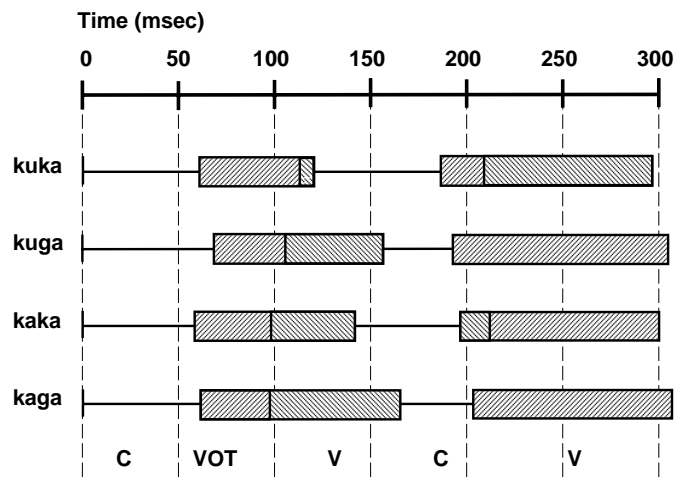 Time (msec)
0 50 100 150 200 250 300
kuka
kuga
kaka
kaga
C VOT V C V